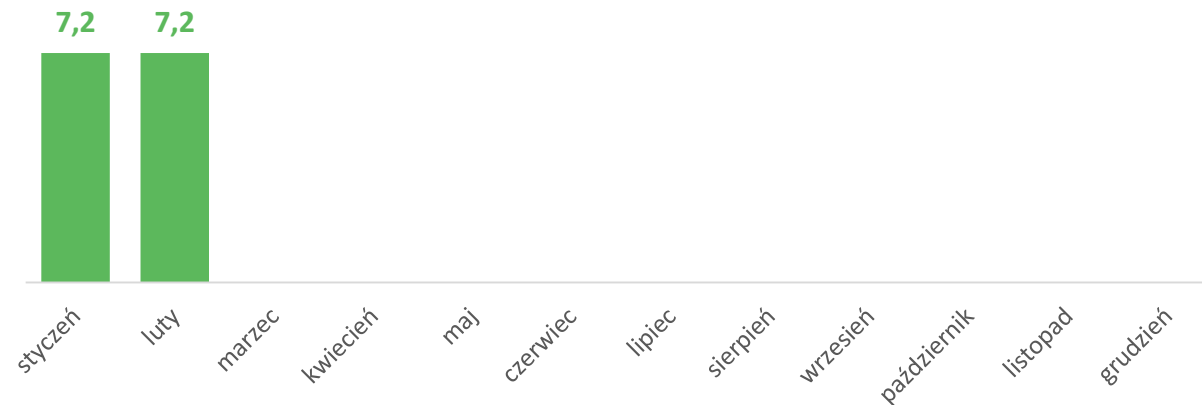 7,2 7,2
styczeń luty marzec kwiecień maj czerwiec lipiec sierpień wrzesień październik listopad grudzień